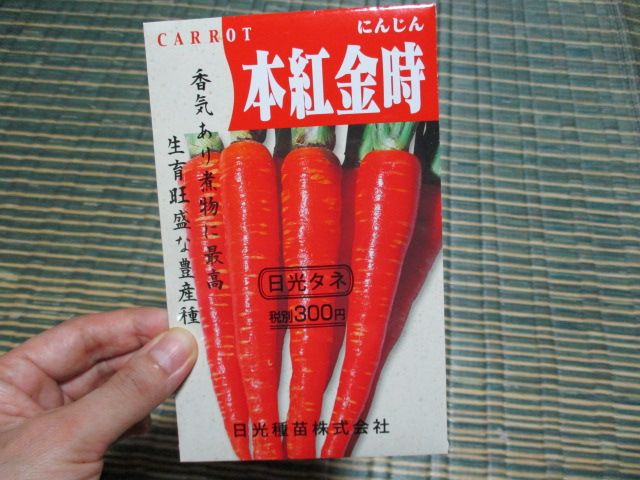 CARROT
にんじん
本紅金時
香気あり煮物に最高
生育旺盛な豊産種
日光タネ
税別300円
日光種苗株式会社